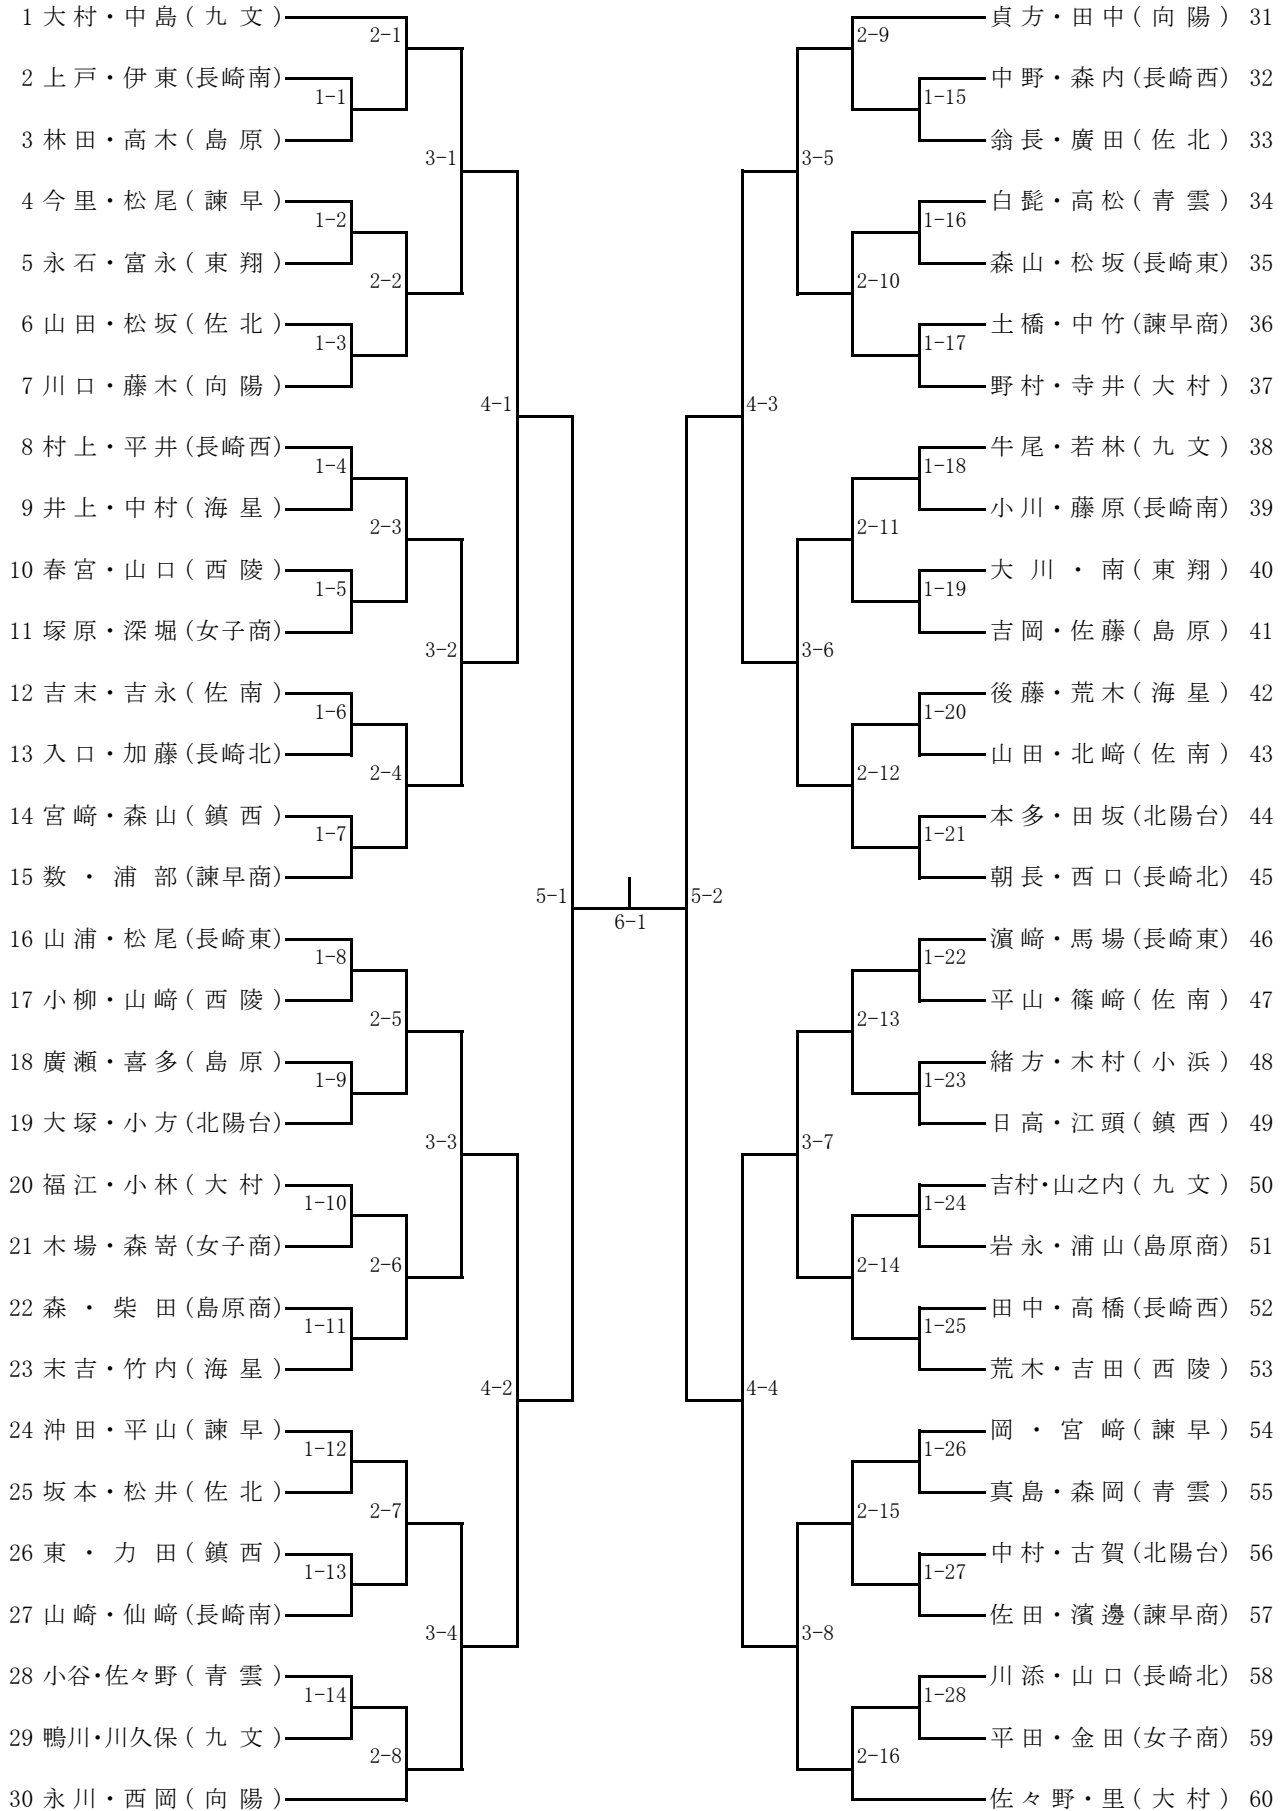 1 大村・中島(九文)
2 上戸・伊東(長崎南)
3 林田・高木(島原)
4 今里・松尾(諫早)
5 永石・富永(東翔)
6 山田・松坂(佐北)
7 川口・藤木(向陽)
8 村上・平井(長崎西)
9 井上・中村(海星)
10 春宮・山口(西陵)
11 塚原・深堀(女子商)
12 吉末・吉永(佐南)
13 入口・加藤(長崎北)
14 宮﨑・森山(鎮西)
15 数・浦部(諫早商)
16 山浦・松尾(長崎東)
17 小柳・山﨑(西陵)
18 廣瀬・喜多(島原)
19 大塚・小方(北陽台)
20 福江・小林(大村)
21 木場・森嵜(女子商)
22 森・柴田(島原商)
23 末吉・竹内(海星)
24 沖田・平山(諫早)
25 坂本・松井(佐北)
26 東・力田(鎮西)
27 山崎・仙﨑(長崎南)
28 小谷・佐々野(青雲)
29 鴨川・川久保(九文)
30 永川・西岡(向陽)
1-1
1-2
1-3
1-4
1-5
1-6
1-7
1-8
1-9
1-10
1-11
1-12
1-13
1-14
2-1
2-2
2-3
2-4
2-5
2-6
2-7
2-8
3-1
3-2
3-3
3-4
4-1
4-2
5-1
6-1
5-2
4-3
4-4
3-5
3-6
3-7
3-8
2-9
2-10
2-11
2-12
2-13
2-14
2-15
2-16
1-15
1-16
1-17
1-18
1-19
1-20
1-21
1-22
1-23
1-24
1-25
1-26
1-27
1-28
貞方・田中(向陽) 31
中野・森内(長崎西) 32
翁長・廣田(佐北) 33
白髭・高松(青雲) 34
森山・松坂(長崎東) 35
土橋・中竹(諫早商) 36
野村・寺井(大村) 37
牛尾・若林(九文) 38
小川・藤原(長崎南) 39
大川・南(東翔) 40
吉岡・佐藤(島原) 41
後藤・荒木(海星) 42
山田・北﨑(佐南) 43
本多・田坂(北陽台) 44
朝長・西口(長崎北) 45
濵﨑・馬場(長崎東) 46
平山・篠﨑(佐南) 47
緒方・木村(小浜) 48
日高・江頭(鎮西) 49
吉村・山之内(九文) 50
岩永・浦山(島原商) 51
田中・高橋(長崎西) 52
荒木・吉田(西陵) 53
岡・宮﨑(諫早) 54
真島・森岡(青雲) 55
中村・古賀(北陽台) 56
佐田・濱邊(諫早商) 57
川添・山口(長崎北) 58
平田・金田(女子商) 59
佐々野・里(大村) 60